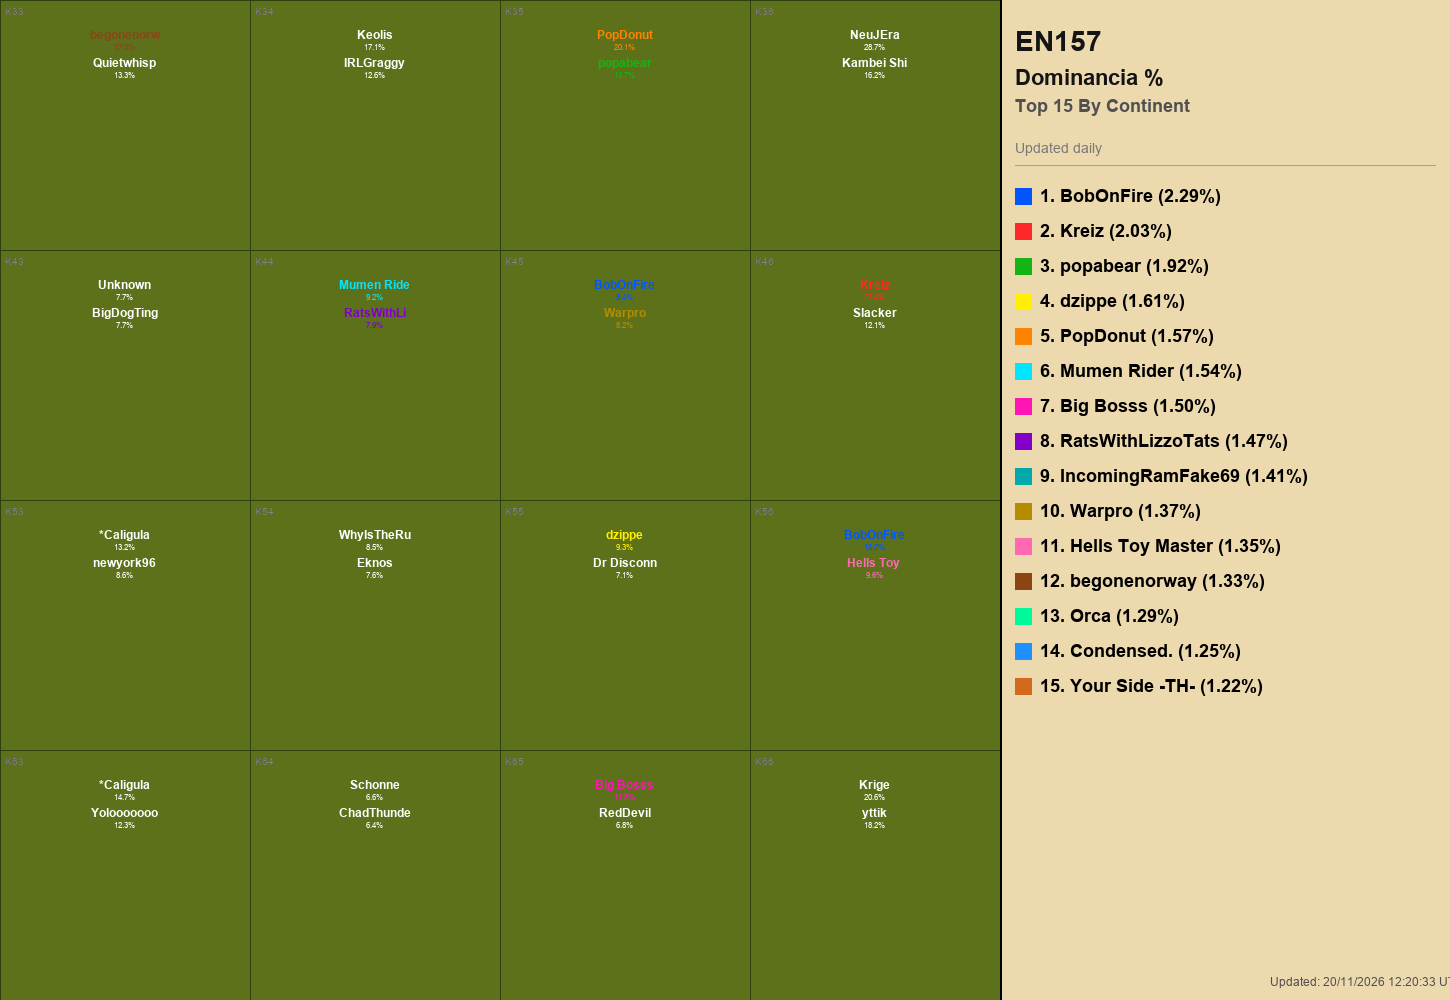 K33
begonenorw
Quietwhisp
13.3%
K34
Keolis
17.1%
IRLGraggy
12.6%
K35
PopDonut
20.1%
popabear
K36
NeuJEra
28.7%
Kambei Shi
16.2%
K43
Unknown
7.7%
BigDogTing
7.7%
K44
Mumen Ride
9.2%
RatsWithLi
7.9%
K45
BobOnFire
Warpro
8.2%
K46
Kreiz
Slacker
12.1%
K53
*Caligula
13.2%
newyork96
8.6%
K54
WhyIsTheRu
8.5%
Eknos
7.6%
K55
dzippe
9.3%
Dr Disconn
7.1%
K56
BobOnFire
Hells Toy
9.6%
K63
*Caligula
14.7%
Yolooooooo
12.3%
K64
Schonne
6.6%
ChadThunde
6.4%
K65
Big Bosss
RedDevil
6.8%
K66
Krige
20.6%
yttik
18.2%
EN157
Dominancia %
Top 15 By Continent
Updated daily
1. BobOnFire (2.29%)
2. Kreiz (2.03%)
3. popabear (1.92%)
4. dzippe (1.61%)
5. PopDonut (1.57%)
6. Mumen Rider (1.54%)
7. Big Bosss (1.50%)
8. RatsWithLizzoTats (1.47%)
9. IncomingRamFake69 (1.41%)
10. Warpro (1.37%)
11. Hells Toy Master (1.35%)
12. begonenorway (1.33%)
13. Orca (1.29%)
14. Condensed. (1.25%)
15. Your Side -TH- (1.22%)
Updated: 20/11/2026 12:20:33